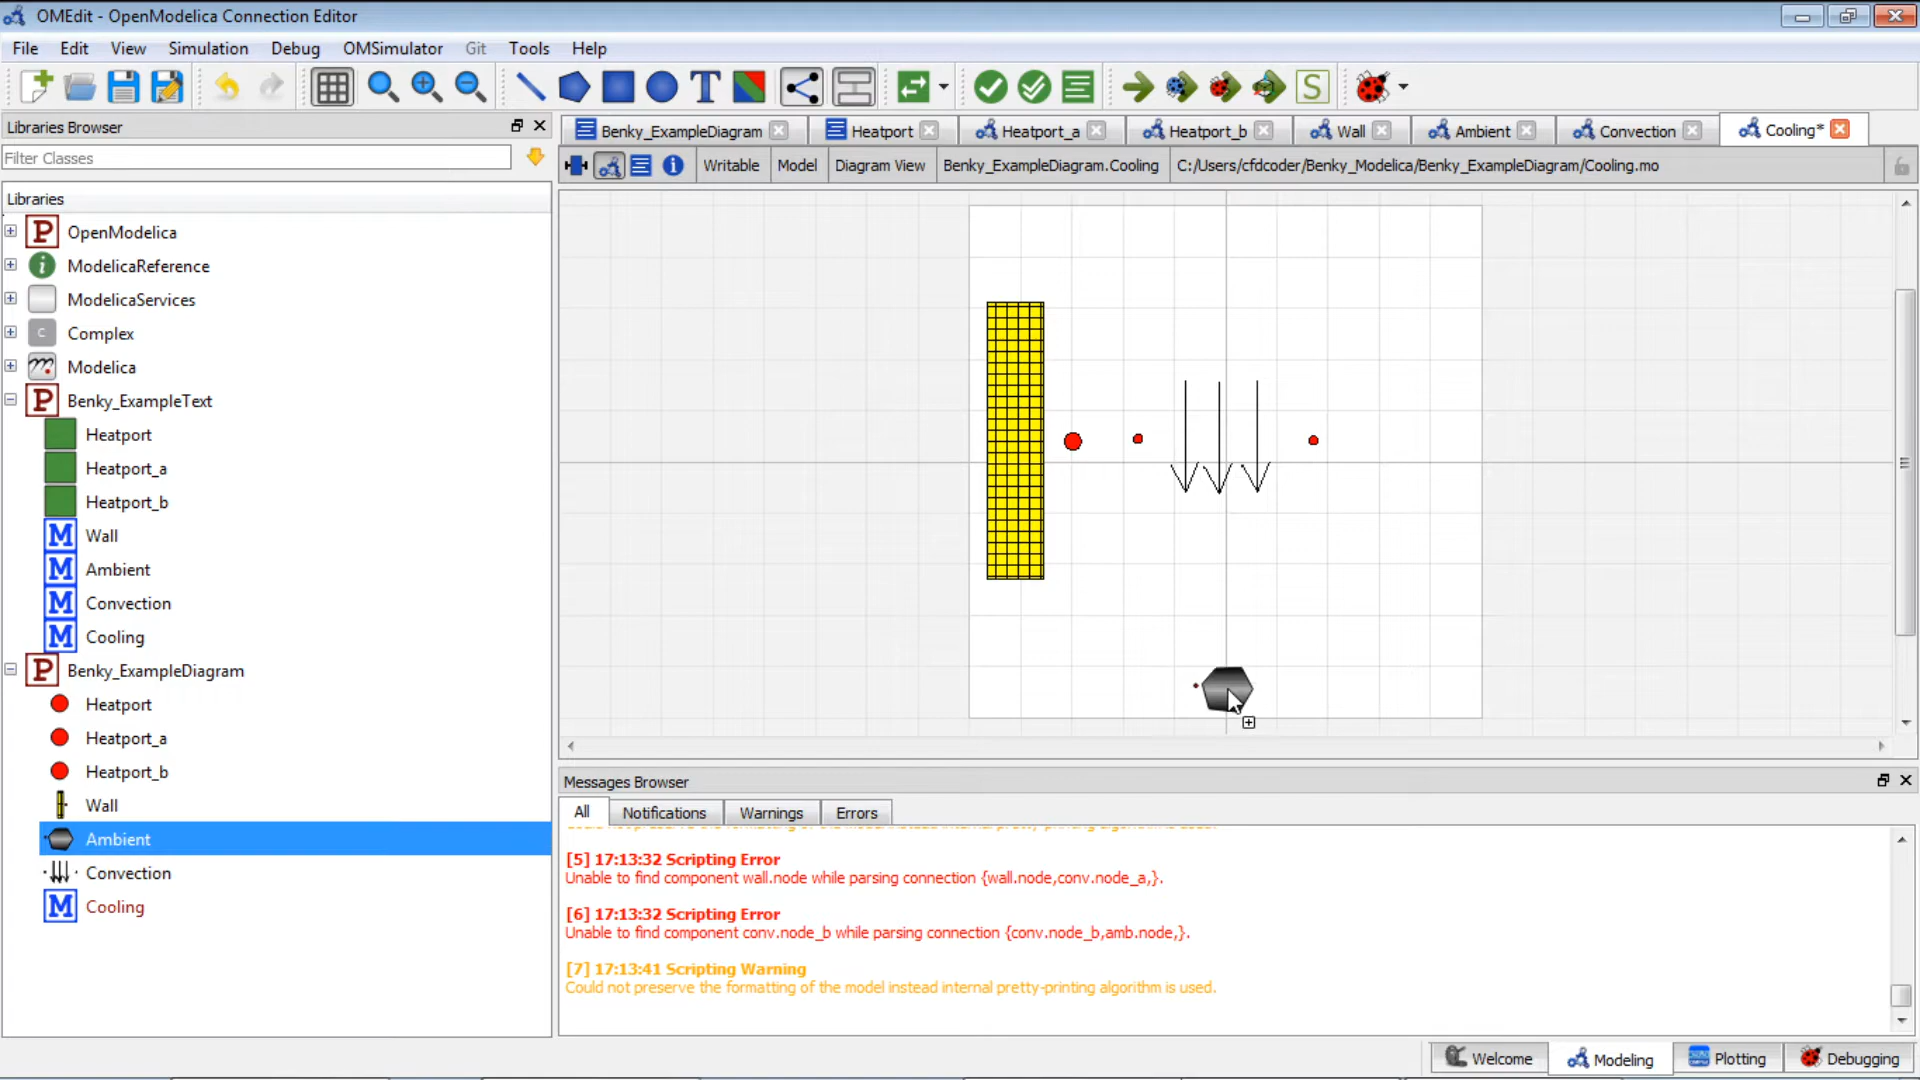 OMEdit - OpenModelica Connection Editor
File Edit View Simulation Debug OMSimulator Git Tools Help
T S
Libraries Browser
Filter Classes
Libraries
P OpenModelica
i ModelicaReference
ModelicaServices
C Complex
Modelica
P Benky_ExampleText
Heatport
Heatport_a
Heatport_b
M Wall
M Ambient
M Convection
M Cooling
P Benky_ExampleDiagram
Heatport
Heatport_a
Heatport_b
Wall
Ambient
Convection
M Cooling
Benky_ExampleDiagram Heatport Heatport_a Heatport_b Wall Ambient Convection Cooling*
Writable Model Diagram View Benky_ExampleDiagram.Cooling C:/Users/cfdcoder/Benky_Modelica/Benky_ExampleDiagram/Cooling.mo
Messages Browser
All Notifications Warnings Errors
[5] 17:13:32 Scripting Error
Unable to find component wall.node while parsing connection {wall.node,conv.node_a,}.
[6] 17:13:32 Scripting Error
Unable to find component conv.node_b while parsing connection {conv.node_b,amb.node,}.
[7] 17:13:41 Scripting Warning
Could not preserve the formatting of the model instead internal pretty-printing algorithm is used.
Welcome Modeling Plotting Debugging